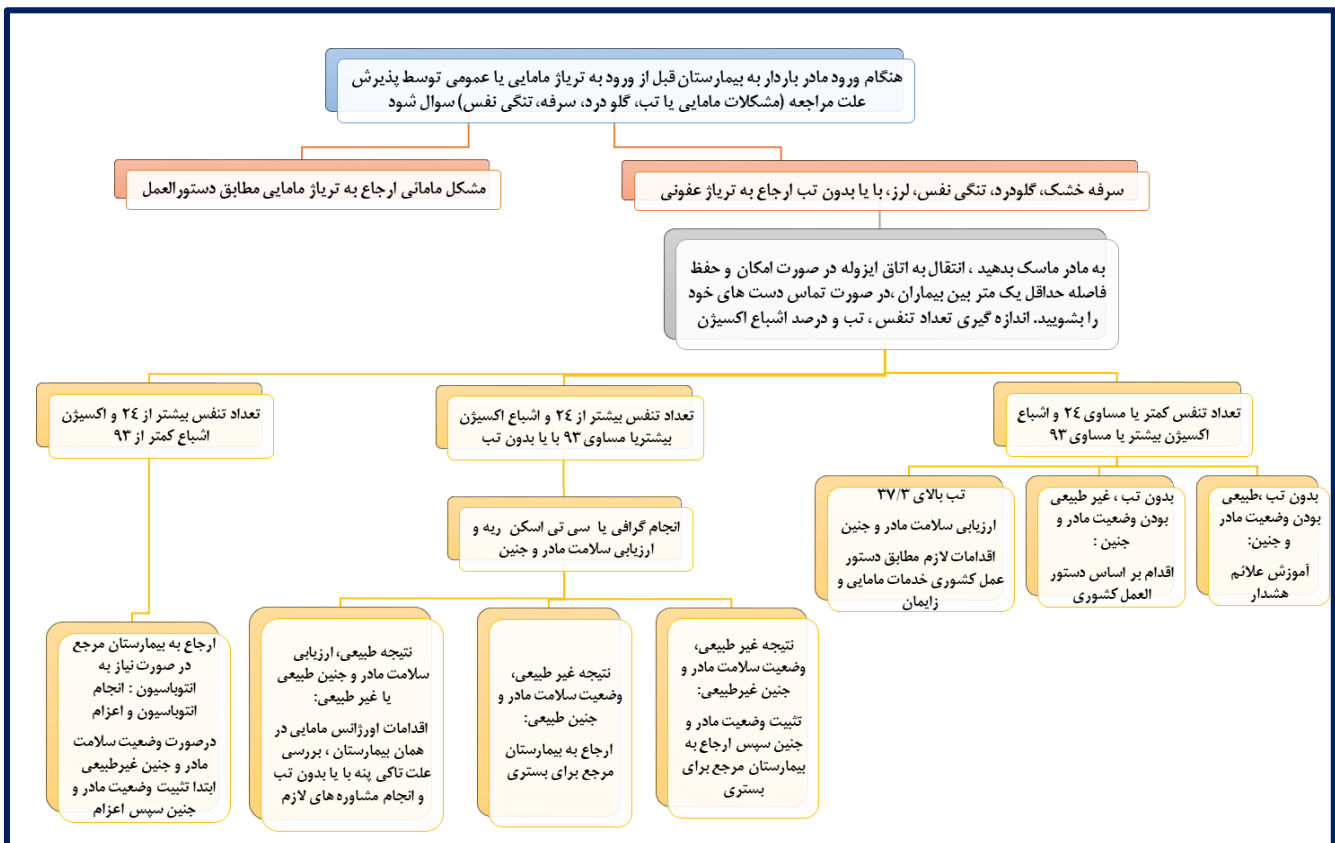 هنگام ورود مادر باردار به بیمارستان قبل از ورود به تریاژ مامایی یا عمومی توسط پذیرش
علت مراجعه (مشکلات مامایی یا تب، گلو درد، سرفه، تنگی نفس) سوال شود
سرفه خشک، گلودرد، تنگی نفس، لرز، با یا بدون تب ارجاع به تریاژ عفونی
مشکل مامائی ارجاع به تریاژ مامایی مطابق دستورالعمل
به مادر ماسک بدهید ، انتقال به اتاق ایزوله در صورت امکان و حفظ
فاصله حداقل یک متر بین بیماران ،در صورت تماس دست های خود
را بشویید. اندازه گیری تعداد تنفس ، تب و درصد اشباع اکسیژن
تعداد تنفس کمتر یا مساوی ۲۴ و اشباع
اکسیژن بیشتر یا مساوی ۹۳
تعداد تنفس بیشتر از ۲۴ و اشباع اکسیژن
بیشتریا مساوی ۹۳ با یا بدون تب
تعداد تنفس بیشتر از ۲۴ و اکسیژن
اشباع کمتر از ۹۳
بدون تب ،طبیعی
بودن وضعیت مادر
و جنین:
آموزش علائم
هشدار
بدون تب ، غیر طبیعی
بودن وضعیت مادر و
جنین :
اقدام بر اساس دستور
العمل کشوری
تب بالای ۳۷/۳
ارزیابی سلامت مادر و جنین
اقدامات لازم مطابق دستور
عمل کشوری خدمات مامایی و
زایمان
انجام گرافی یا سی تی اسکن ریه و
ارزیابی سلامت مادر و جنین
نتیجه غیر طبیعی،
وضعیت سلامت مادر و
جنین غیرطبیعی:
تثبیت وضعیت مادر و
جنین سپس ارجاع به
بیمارستان مرجع برای
بستری
نتیجه غیر طبیعی،
وضعیت سلامت مادر و
جنین طبیعی:
ارجاع به بیمارستان
مرجع برای بستری
نتیجه طبیعی، ارزیابی
سلامت مادر و جنین طبیعی
یا غیر طبیعی:
اقدامات اورژانس مامایی در
همان بیمارستان ، بررسی
علت تاکی پنه با یا بدون تب
و انجام مشاوره های لازم
ارجاع به بیمارستان مرجع
در صورت نیاز به
انتوباسیون : انجام
انتوباسیون و اعزام
درصورت وضعیت سلامت
مادر و جنین غیرطبیعی
ابتدا تثبیت وضعیت مادر و
جنین سپس اعزام